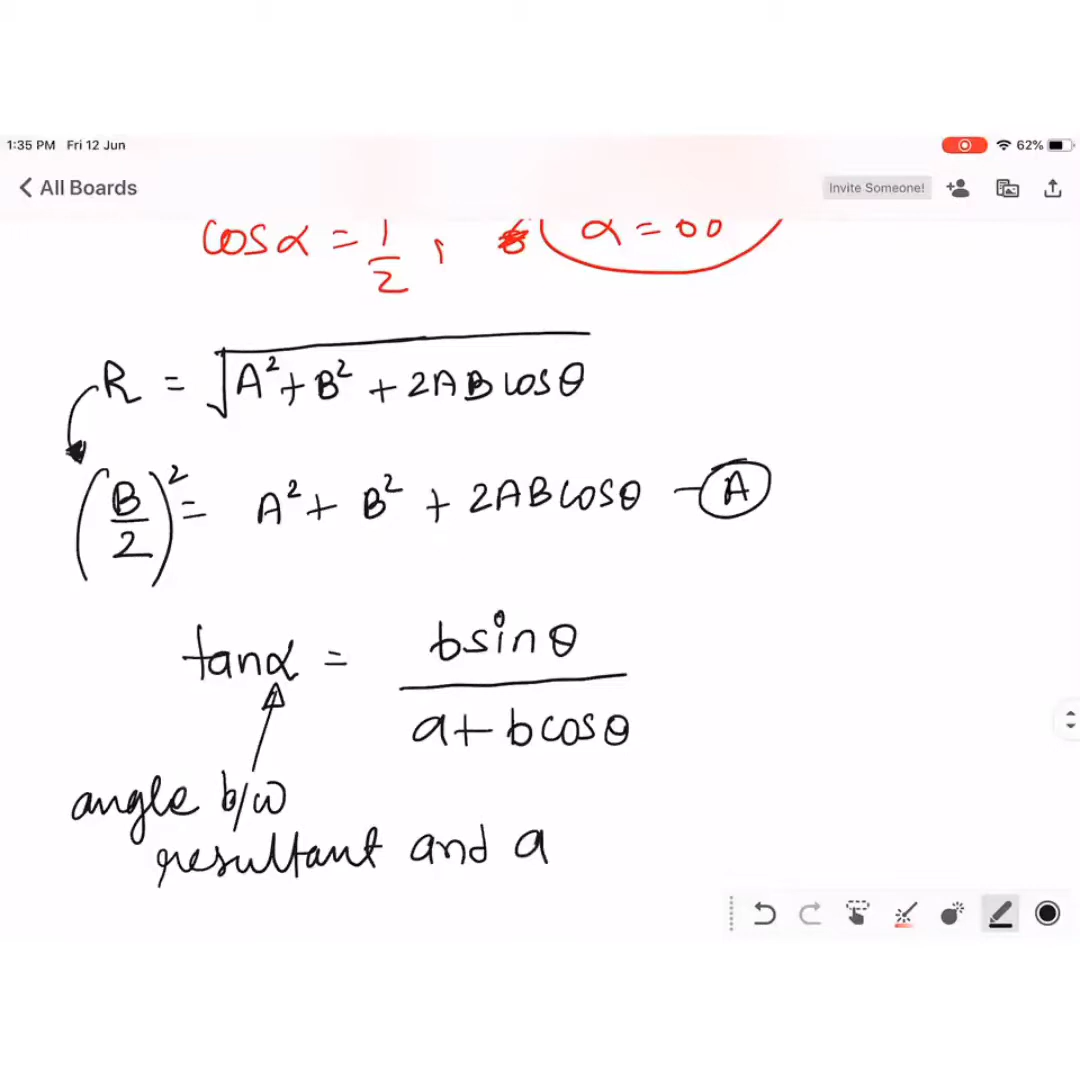 1:35 PM Fri 12 Jun
62%
All Boards
Invite Someone!
cosα = 1/2, α = 60
R = √(A² + B² + 2AB cosθ)
(B/2)² = A² + B² + 2AB cosθ — A
tanα = bsinθ / a + b cosθ
angle b/w
resultant and a